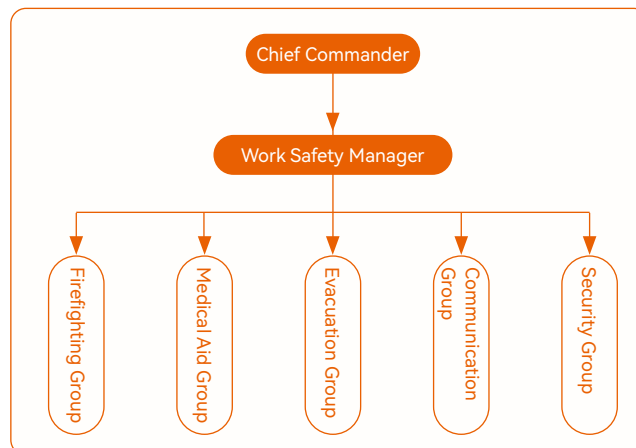 Chief Commander
Work Safety Manager
Firefighting Group
Medical Aid Group
Evacuation Group
Communication
Group
Security Group